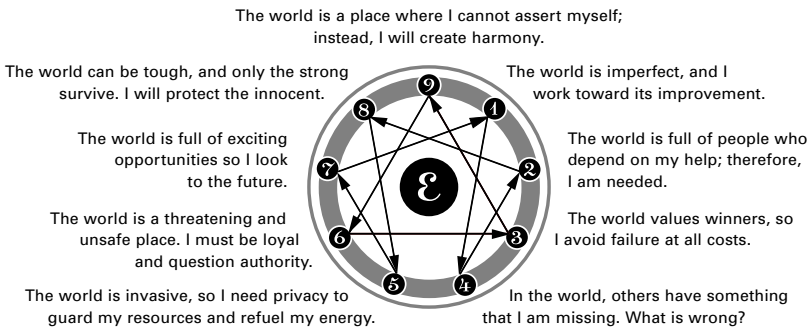 The world is a place where I cannot assert myself;
instead, I will create harmony.
The world can be tough, and only the strong
survive. I will protect the innocent.
The world is imperfect, and I
work toward its improvement.
The world is full of exciting
opportunities so I look
to the future.
The world is full of people who
depend on my help; therefore,
I am needed.
The world is a threatening and
unsafe place. I must be loyal
and question authority.
The world values winners, so
I avoid failure at all costs.
The world is invasive, so I need privacy to
guard my resources and refuel my energy.
In the world, others have something
that I am missing. What is wrong?
9
8
1
7
2
ℰ
6
3
5
4